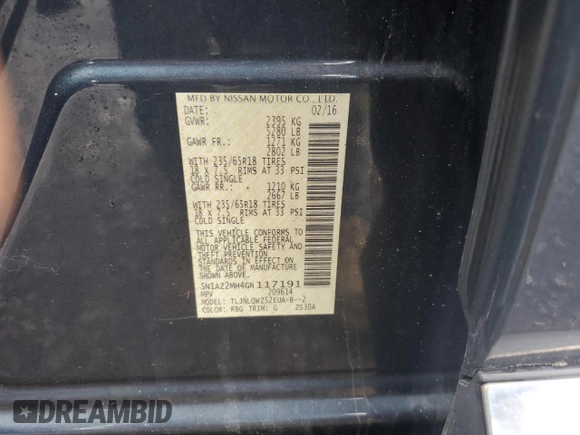 MFD BY NISSAN MOTOR CO., LTD.
DATE: 02/16
GVWR: 2395 KG
5280 LB
GAWR FR.: 1271 KG
2802 LB
WITH 235/65R18 TIRES
18 X 7.5 RIMS AT 33 PSI
COLD SINGLE
GAWR RR.: 1210 KG
2667 LB
WITH 235/65R18 TIRES
18 X 7.5 RIMS AT 33 PSI
COLD SINGLE
THIS VEHICLE CONFORMS TO
ALL APPLICABLE FEDERAL
MOTOR VEHICLE SAFETY AND
THEFT PREVENTION
STANDARDS IN EFFECT ON
THE DATE OF MANUFACTURE
SHOWN ABOVE.
5N1AZ2MH4GN 117191
MPV 209614
MODEL: TLJNLQWZ52EUA-B--2
COLOR: RBG TRIM: G Z530A
DREAMBID